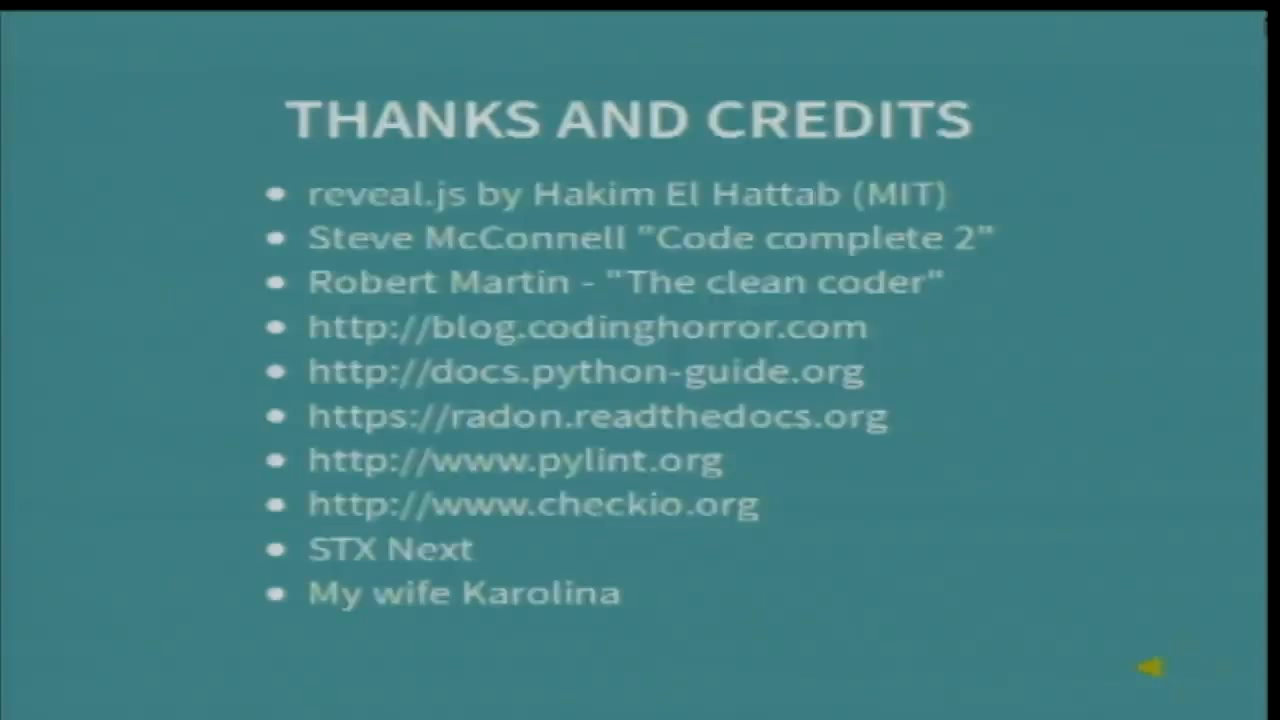 THANKS AND CREDITS
reveal.js by Hakim El Hattab (MIT)
Steve McConnell "Code complete 2"
Robert Martin - "The clean coder"
http://blog.codinghorror.com
http://docs.python-guide.org
https://radon.readthedocs.org
http://www.pylint.org
http://www.checkio.org
STX Next
My wife Karolina